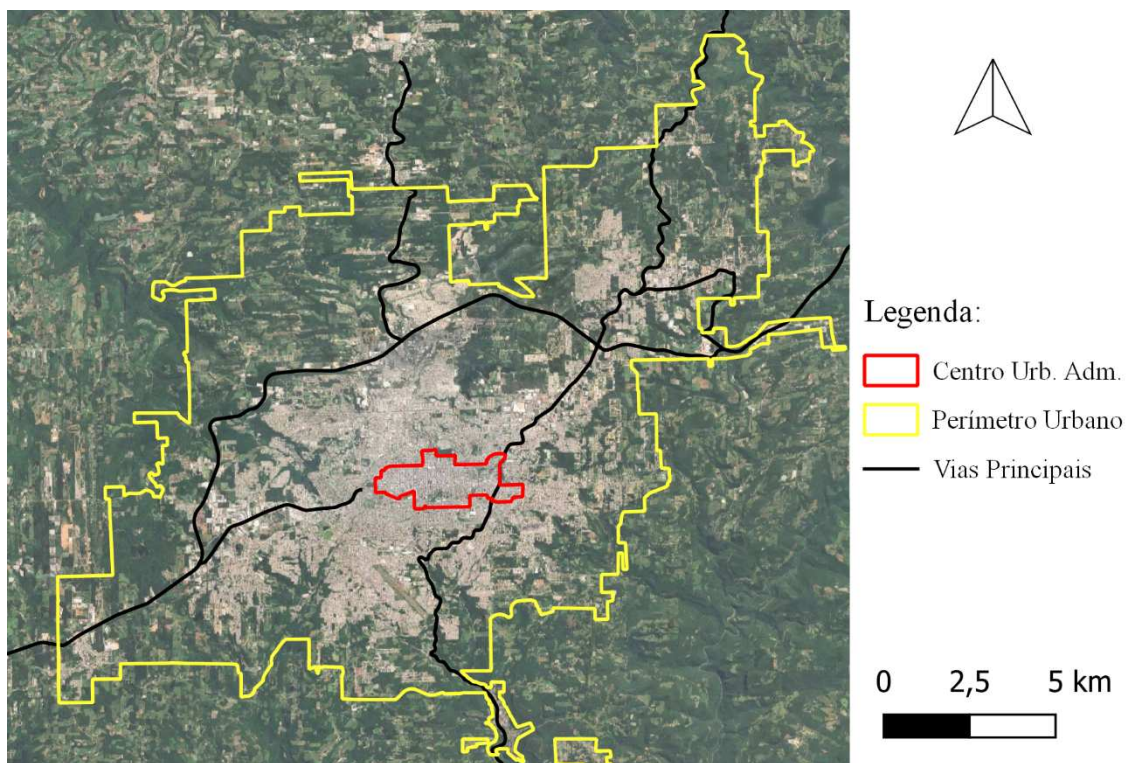 Legenda:
Centro Urb. Adm.
Perímetro Urbano
Vias Principais
0 2,5 5 km